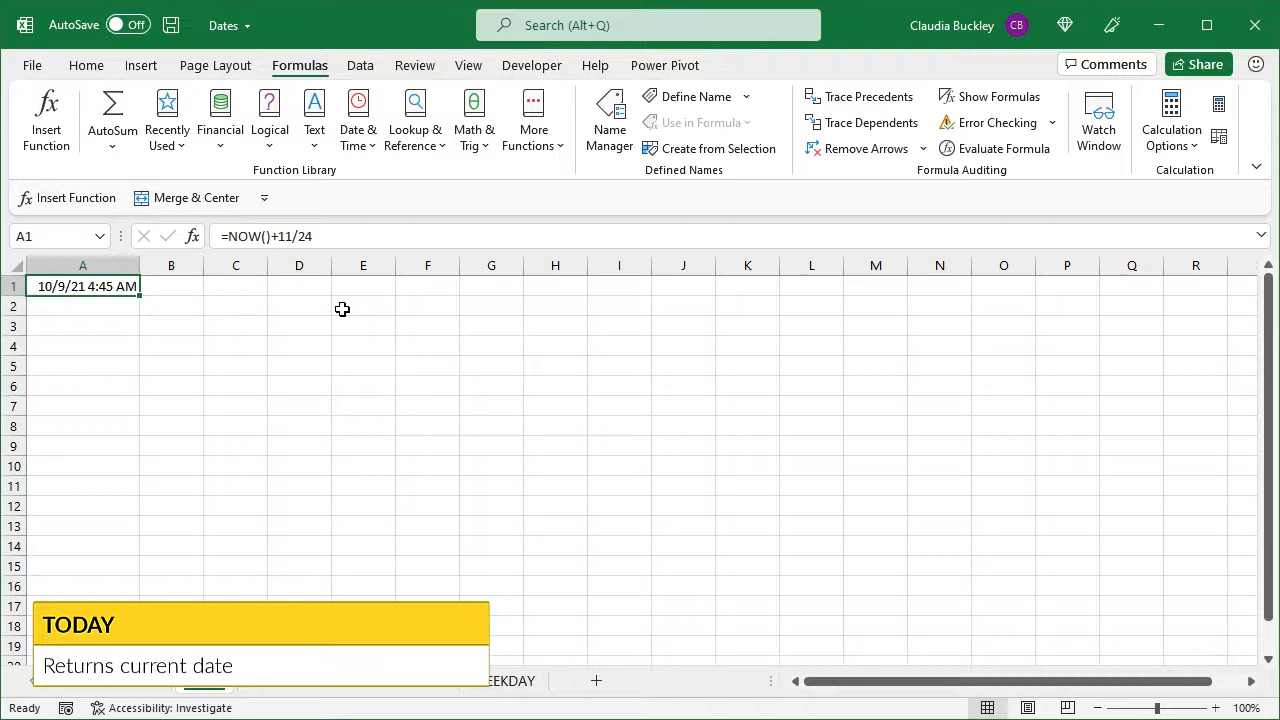 AutoSave Off Dates Search (Alt+Q) Claudia Buckley CB
File Home Insert Page Layout Formulas Data Review View Developer Help Power Pivot Comments Share
Insert Function AutoSum Recently Used Financial Logical Text Date & Time Lookup & Reference Math & Trig More Functions Name Manager Define Name Use in Formula Create from Selection Trace Precedents Trace Dependents Remove Arrows Show Formulas Error Checking Evaluate Formula Watch Window Calculation Options
Function Library Defined Names Formula Auditing Calculation
fx Insert Function Merge & Center
A1 fx =NOW()+11/24
A B C D E F G H I J K L M N O P Q R
1 10/9/21 4:45 AM
2
3
4
5
6
7
8
9
10
11
12
13
14
15
16
17
18
19
TODAY
Returns current date
EEKDAY
Ready Accessibility: Investigate 100%